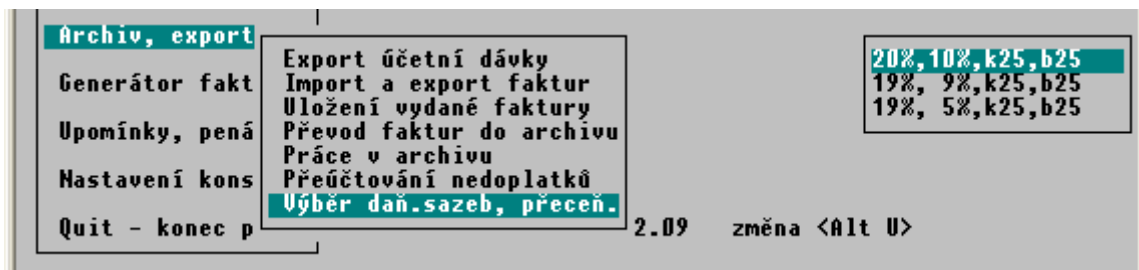 Archiv, export
Generátor fakt
Upomínky, pená
Nastavení kons
Quit - konec p
Export účetní dávky
Import a export faktur
Uložení vydané faktury
Převod faktur do archivu
Práce v archivu
Přeúčtování nedoplatků
Výběr daň.sazeb, přeceň.
2.09 změna <Alt U>
20%,10%,k25,b25
19%, 9%,k25,b25
19%, 5%,k25,b25